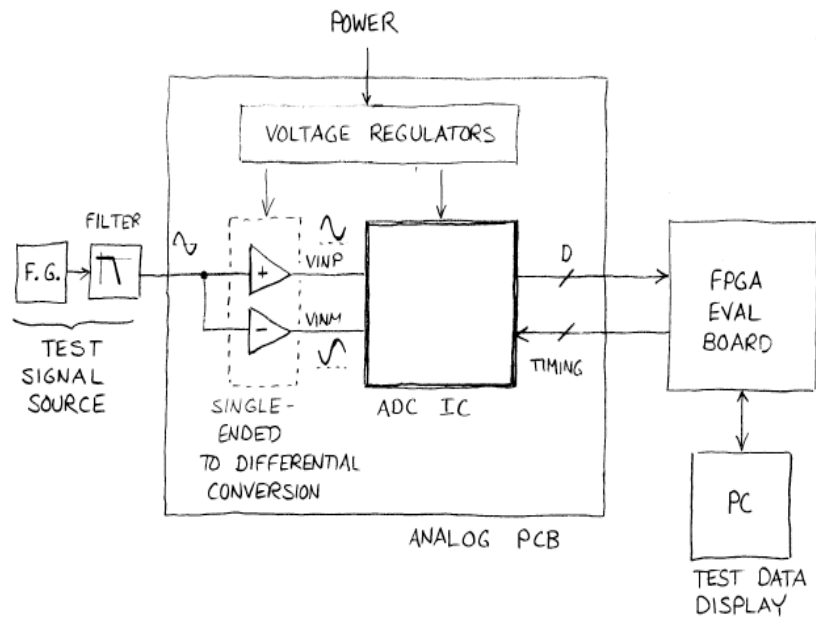 POWER
VOLTAGE REGULATORS
FILTER
F.G.
TEST
SIGNAL
SOURCE
+
−
VINP
VINM
SINGLE-
ENDED
TO DIFFERENTIAL
CONVERSION
ADC IC
D
TIMING
ANALOG PCB
FPGA
EVAL
BOARD
PC
TEST DATA
DISPLAY